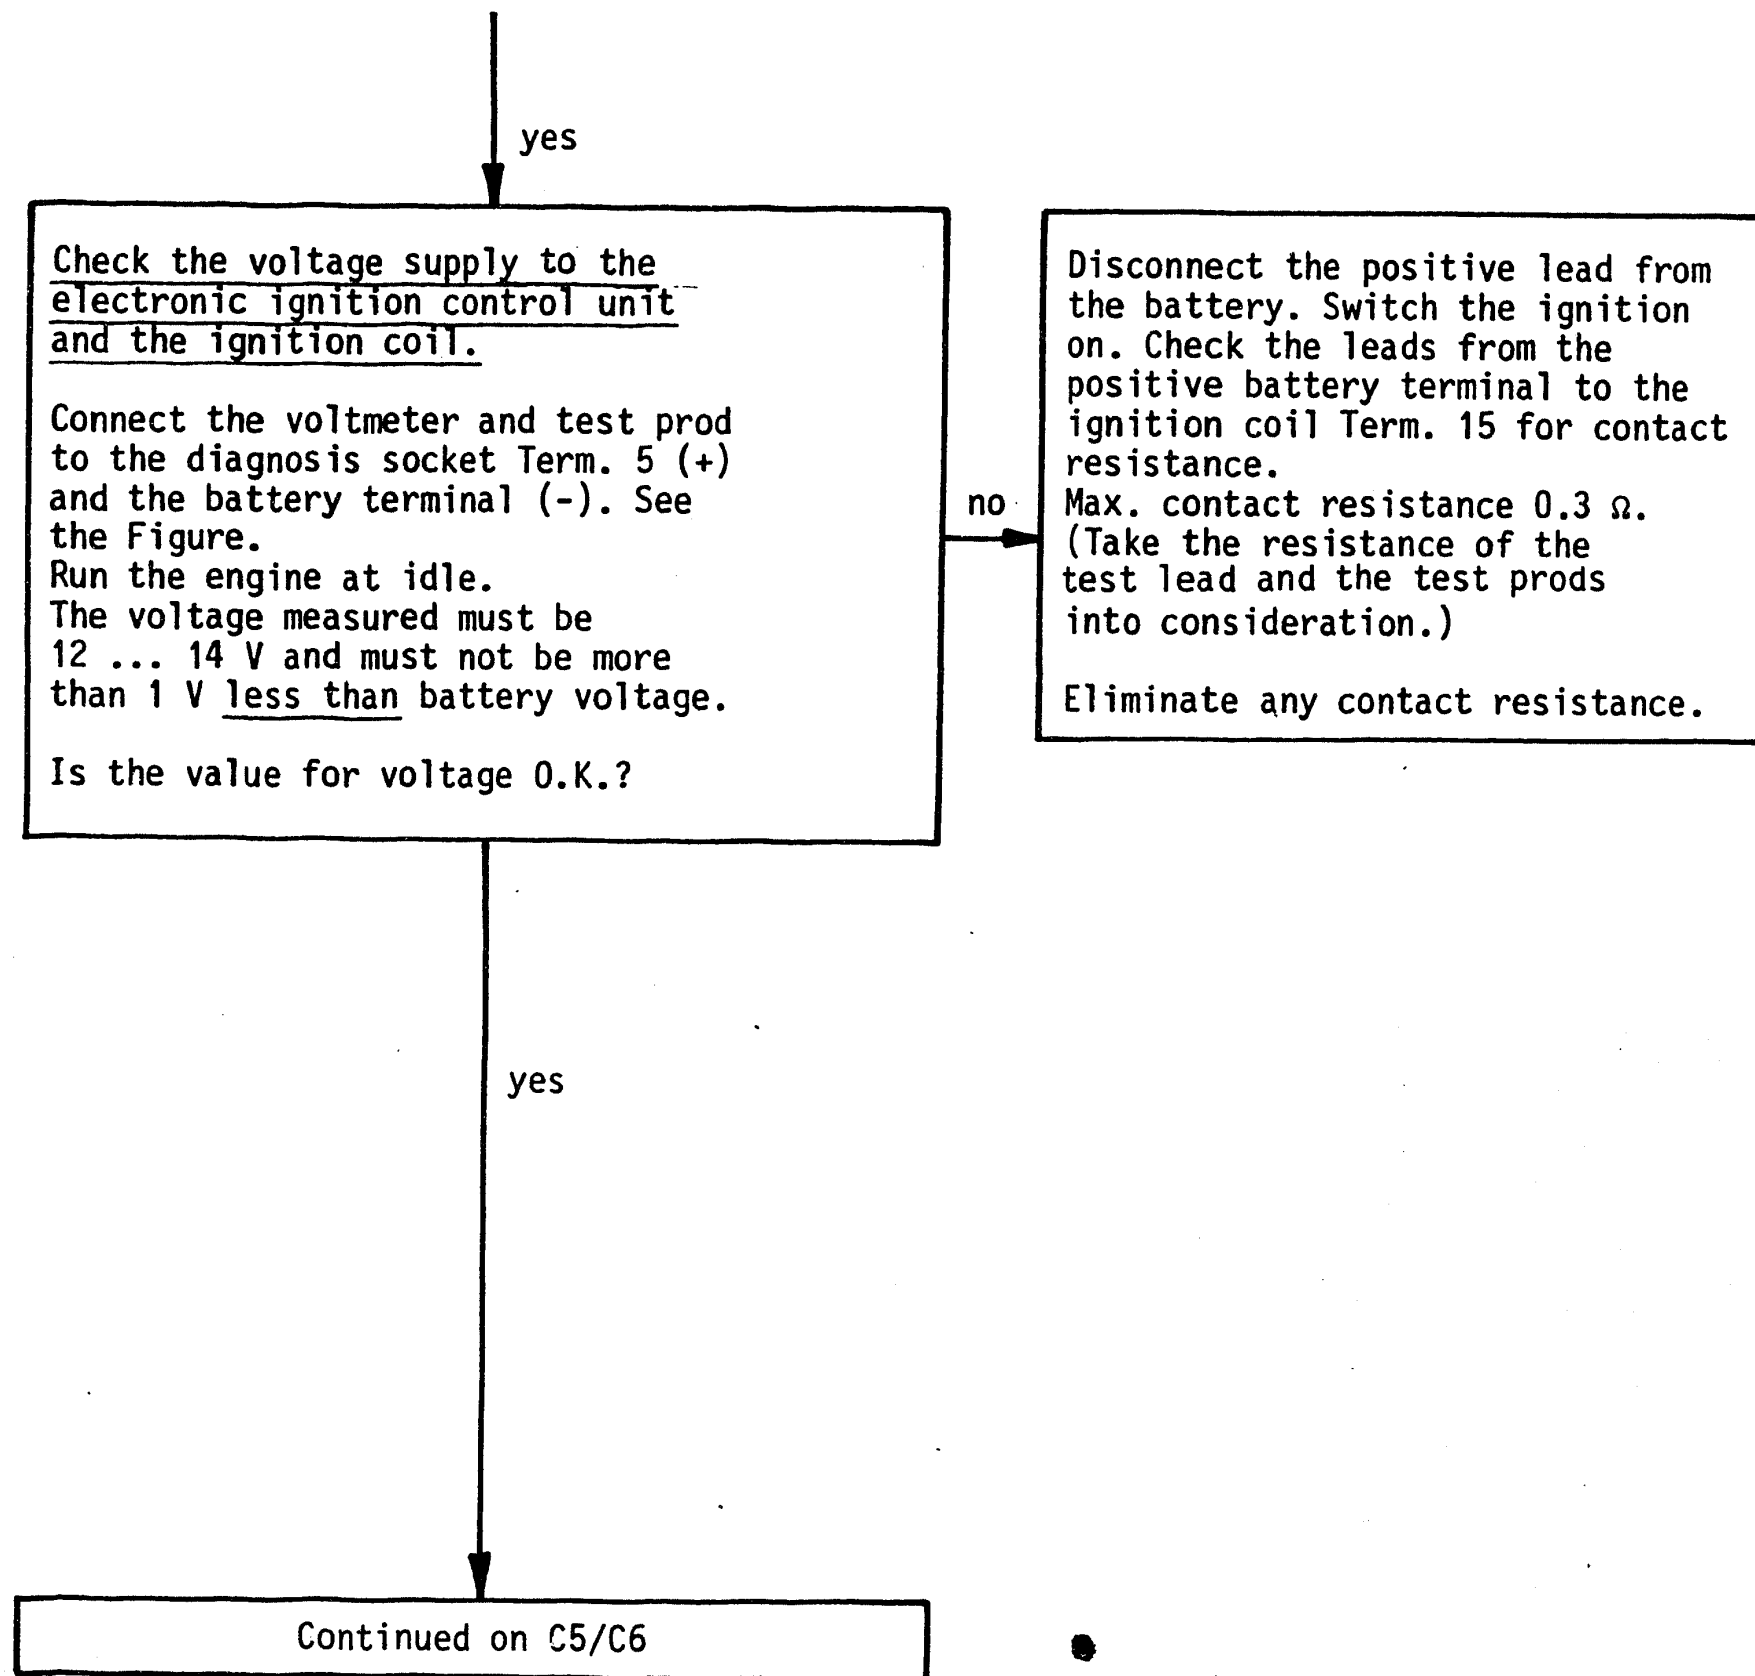 yes
Check the voltage supply to the
electronic ignition control unit
and the ignition coil.
Connect the voltmeter and test prod
to the diagnosis socket Term. 5 (+)
and the battery terminal (-). See
the Figure.
Run the engine at idle.
The voltage measured must be
12 ... 14 V and must not be more
than 1 V less than battery voltage.
Is the value for voltage O.K.?
no
Disconnect the positive lead from
the battery. Switch the ignition
on. Check the leads from the
positive battery terminal to the
ignition coil Term. 15 for contact
resistance.
Max. contact resistance 0.3 Ω.
(Take the resistance of the
test lead and the test prods
into consideration.)
Eliminate any contact resistance.
yes
Continued on C5/C6